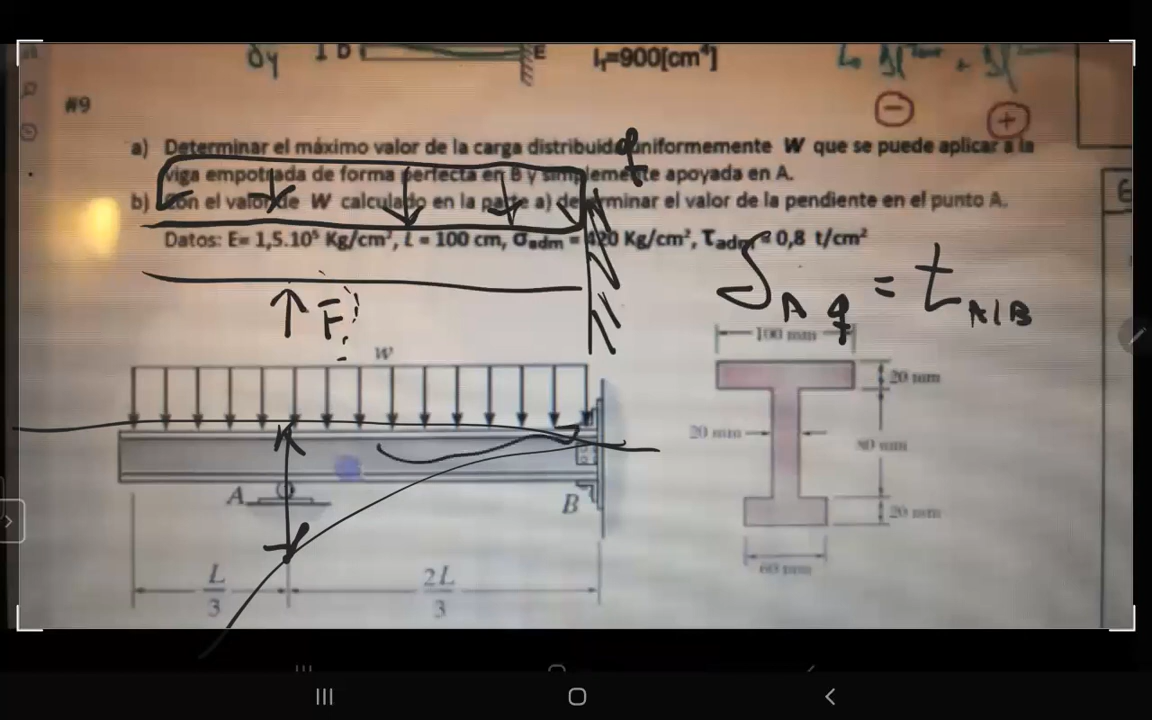 D E I₁=900[cm⁴]
δy
#9
a) Determinar el máximo valor de la carga distribuida uniformemente W que se puede aplicar a la
viga empotrada de forma perfecta en B y simplemente apoyada en A.
b) Con el valor de W calculado en la parte a) determinar el valor de la pendiente en el punto A.
Datos: E= 1,5.10⁵ Kg/cm², L = 100 cm, σadm = 420 Kg/cm², τadm= 0,8 t/cm²
q
δA q = tA/B
F
W
100 mm
20 mm
20 mm
80 mm
20 mm
60 mm
A B
L/3 2L/3